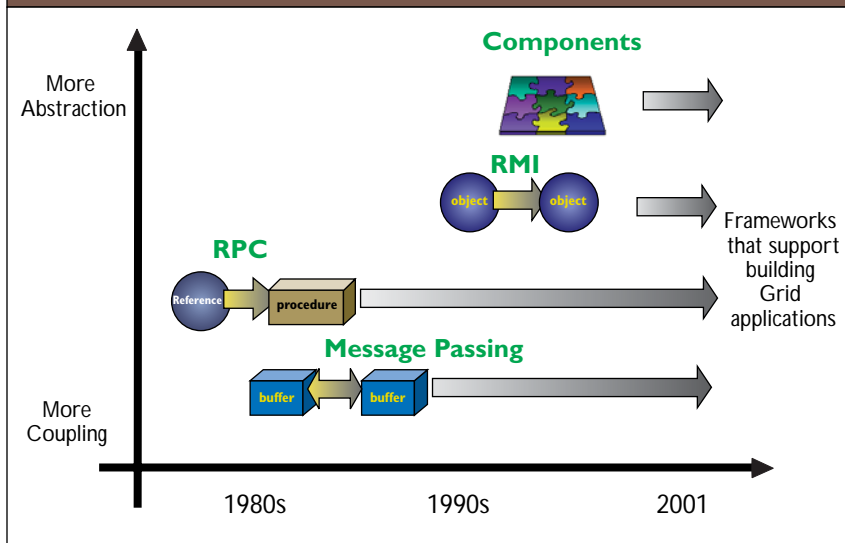 Components
More
Abstraction
RMI
object
object
Frameworks
that support
building
Grid
applications
RPC
Reference
procedure
Message Passing
buffer
buffer
More
Coupling
1980s
1990s
2001